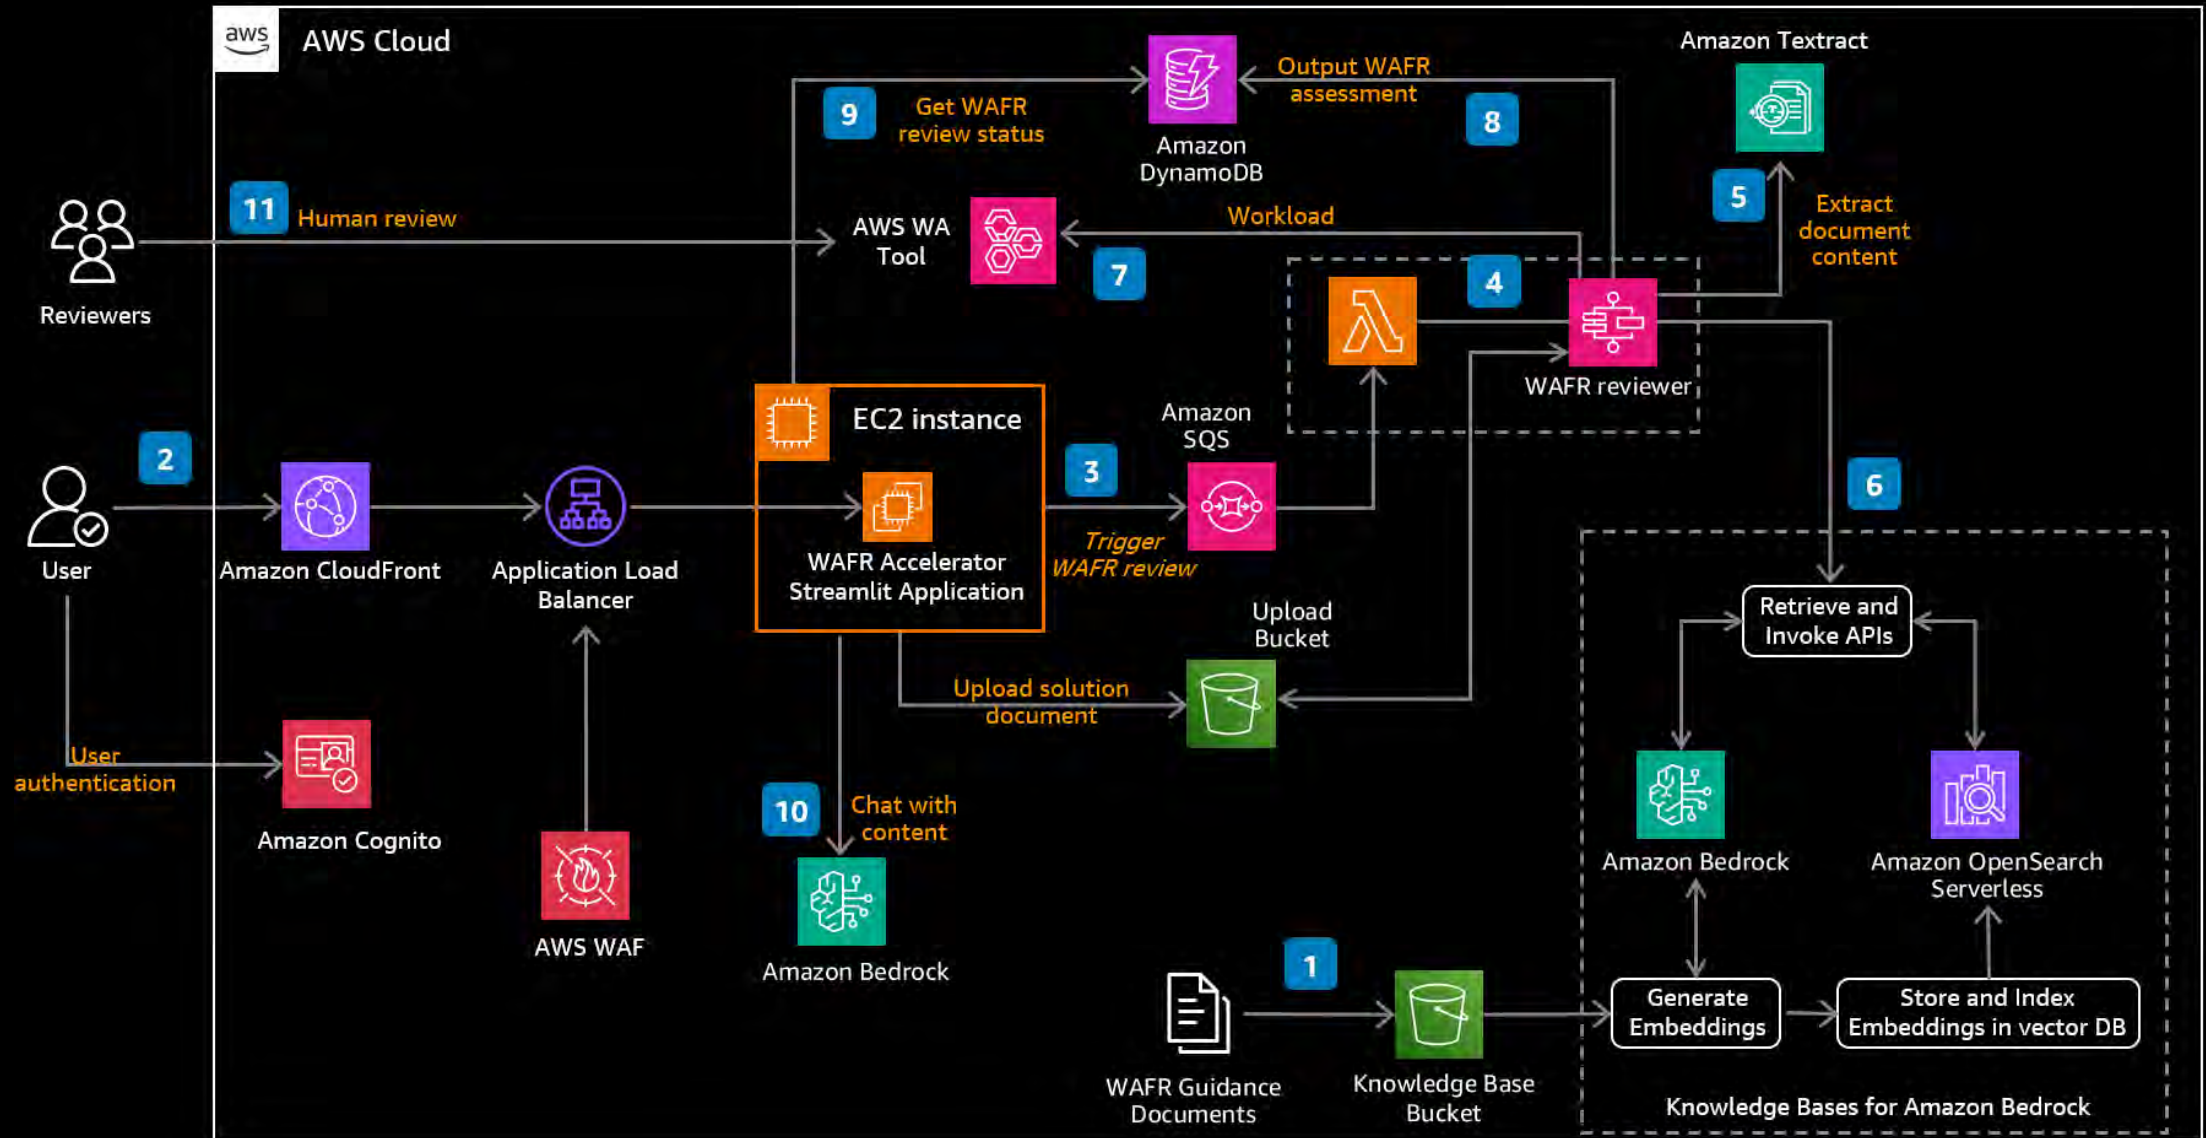 aws
AWS Cloud
Amazon Textract
Output WAFR
assessment
9
Get WAFR
review status
8
Amazon
DynamoDB
5
Extract
document
content
11
Human review
AWS WA
Tool
Workload
7
4
Reviewers
WAFR reviewer
EC2 instance
Amazon
SQS
2
3
6
Trigger
WAFR review
User
Amazon CloudFront
Application Load
Balancer
WAFR Accelerator
Streamlit Application
Upload
Bucket
Retrieve and
Invoke APIs
Upload solution
document
User
authentication
10
Chat with
content
Amazon Cognito
Amazon Bedrock
Amazon OpenSearch
Serverless
AWS WAF
Amazon Bedrock
1
Generate
Embeddings
Store and Index
Embeddings in vector DB
WAFR Guidance
Documents
Knowledge Base
Bucket
Knowledge Bases for Amazon Bedrock